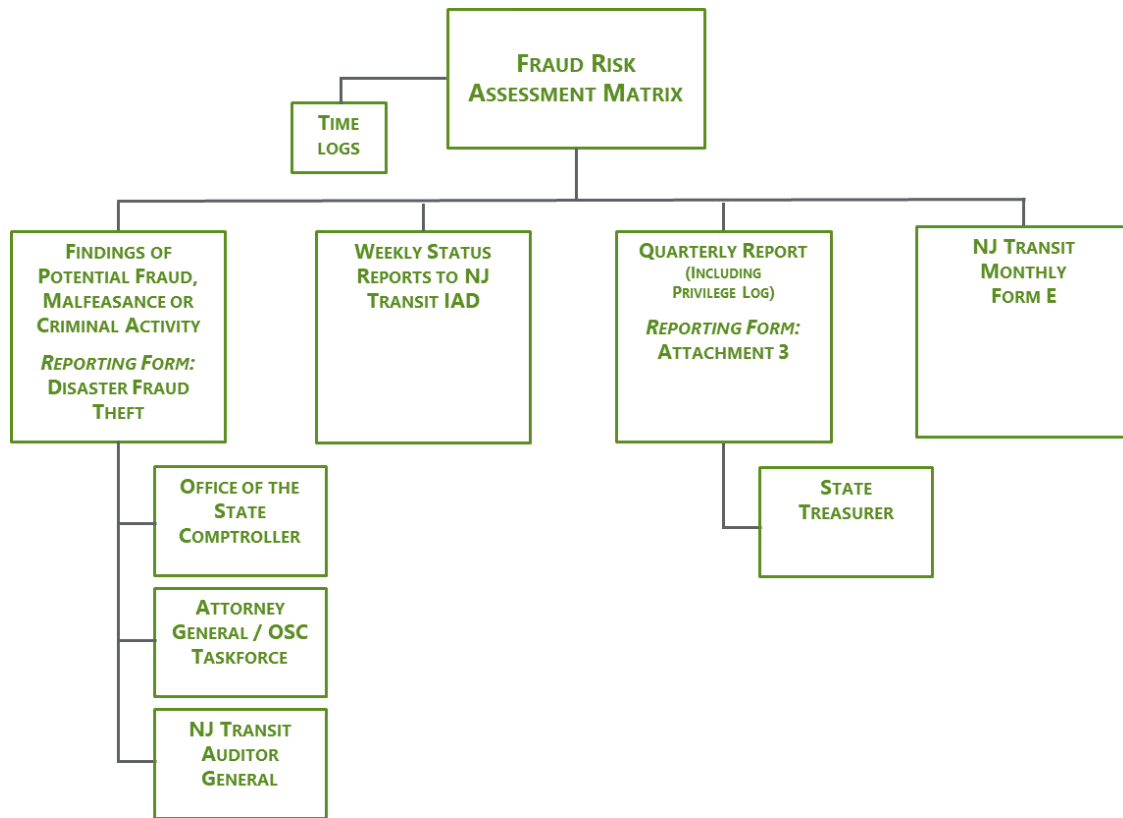 FRAUD RISK
ASSESSMENT MATRIX
TIME
LOGS
FINDINGS OF
POTENTIAL FRAUD,
MALFEASANCE OR
CRIMINAL ACTIVITY
REPORTING FORM:
DISASTER FRAUD
THEFT
WEEKLY STATUS
REPORTS TO NJ
TRANSIT IAD
QUARTERLY REPORT
(INCLUDING
PRIVILEGE LOG)
REPORTING FORM:
ATTACHMENT 3
NJ TRANSIT
MONTHLY
FORM E
OFFICE OF THE
STATE
COMPTROLLER
ATTORNEY
GENERAL / OSC
TASKFORCE
NJ TRANSIT
AUDITOR
GENERAL
STATE
TREASURER